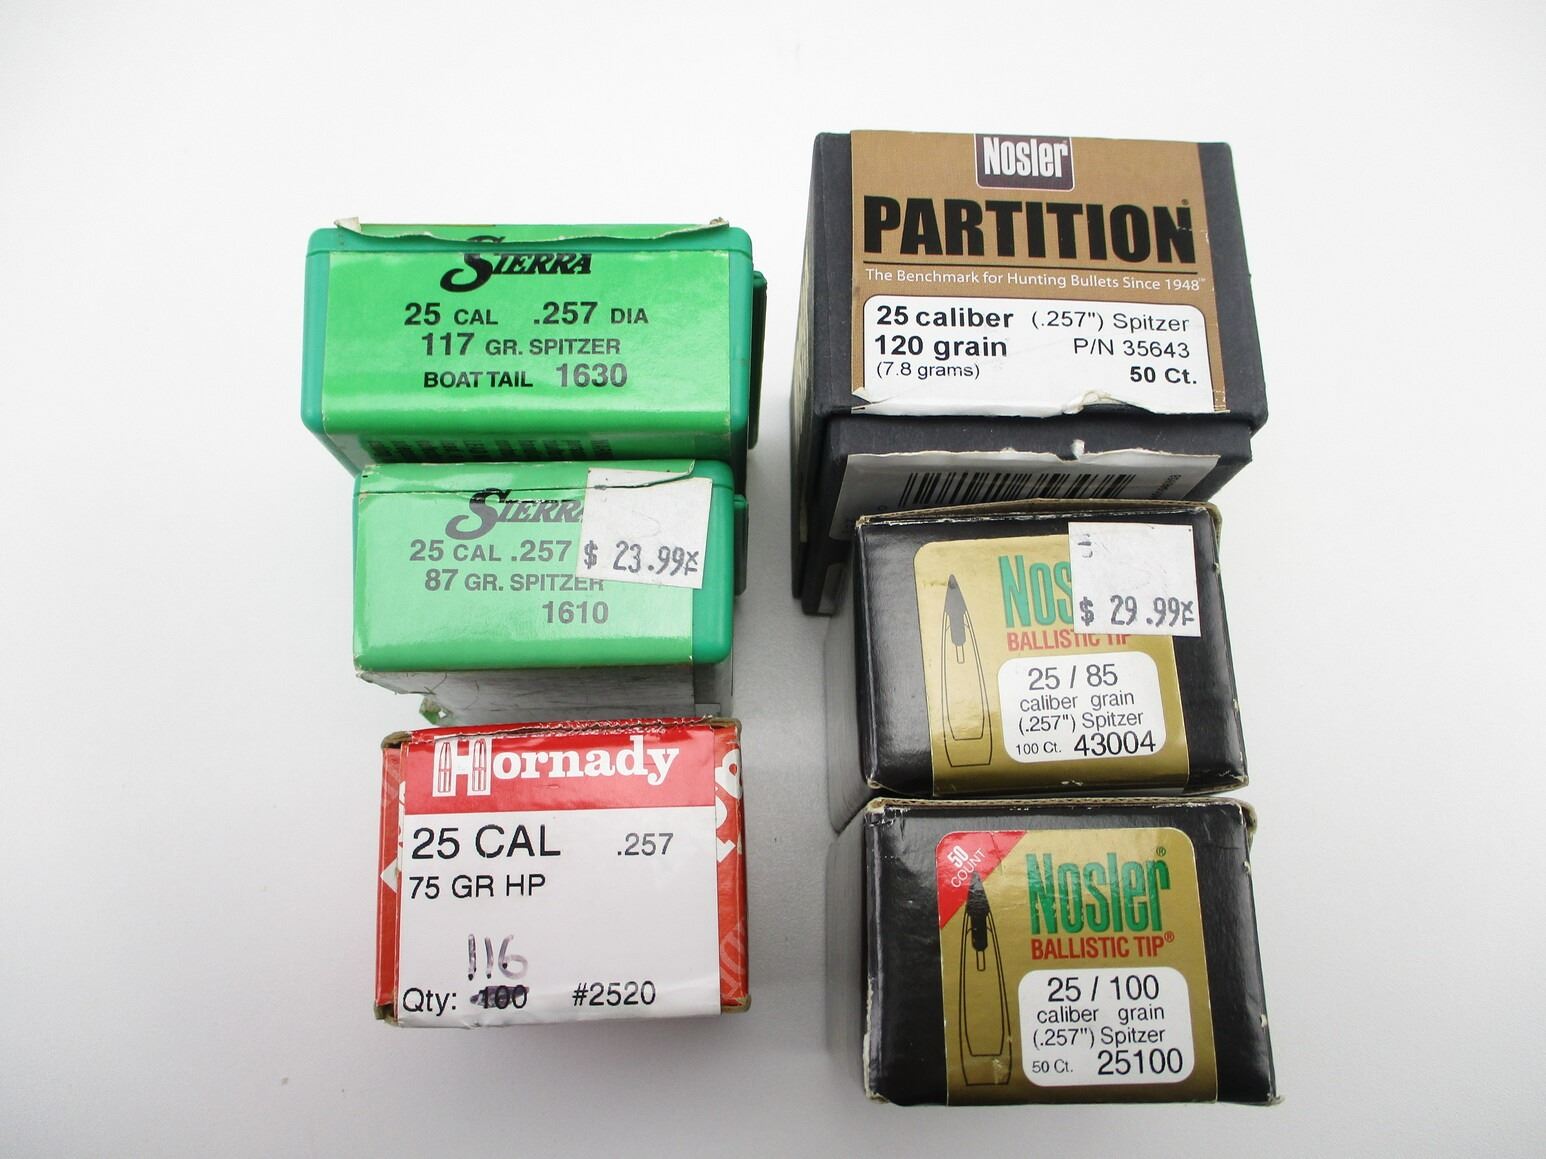 SIERRA
25 CAL .257 DIA
117 GR. SPITZER
BOAT TAIL 1630
SIERRA
25 CAL .257
87 GR. SPITZER
1610
$ 23.99
Hornady
25 CAL .257
75 GR HP
116
Qty: 100 #2520
Nosler
PARTITION®
The Benchmark for Hunting Bullets Since 1948™
25 caliber (.257") Spitzer
120 grain P/N 35643
(7.8 grams) 50 Ct.
$ 29.99
BALLISTIC TIP
25 / 85
caliber grain
(.257") Spitzer
100 Ct. 43004
50
COUNT
Nosler®
BALLISTIC TIP®
25 / 100
caliber grain
(.257") Spitzer
50 Ct. 25100